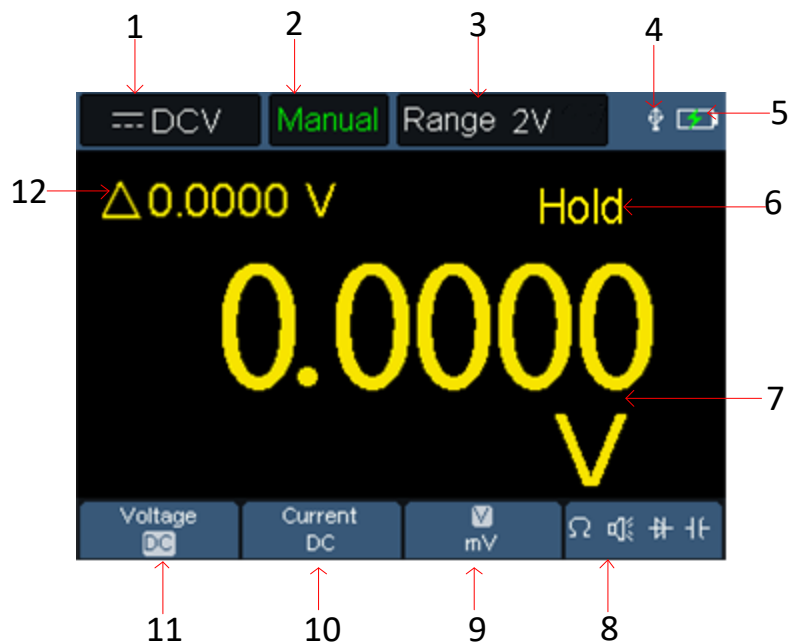 1
2
3
4
DCV
Manual
Range 2V
5
12
△0.0000 V
Hold
6
0.0000
7
V
Voltage
DC
Current
DC
V
mV
Ω
8
11
10
9